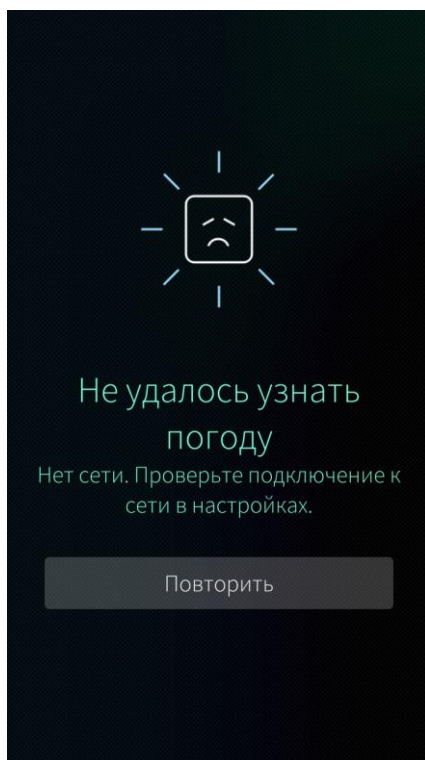 Не удалось узнать
погоду
Нет сети. Проверьте подключение к
сети в настройках.
Повторить